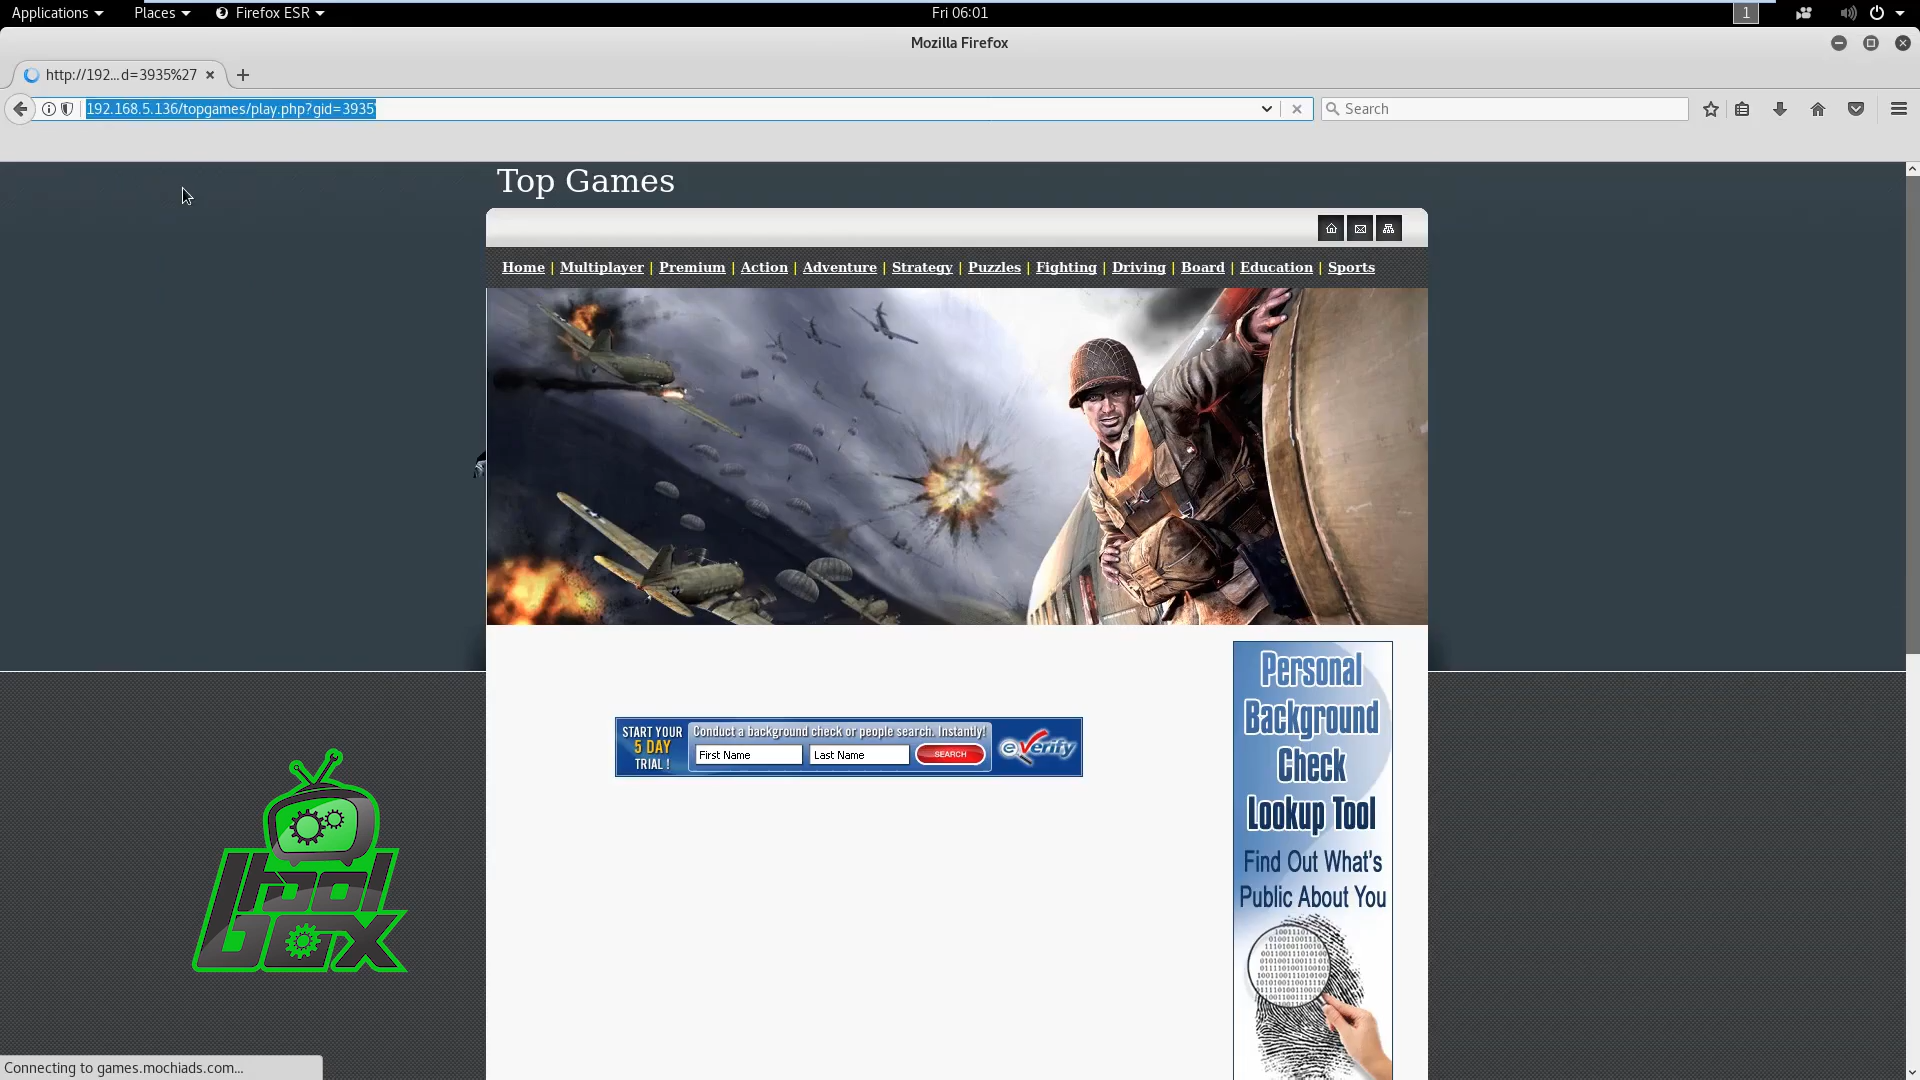 Applications Places Firefox ESR Fri 06:01 1
Mozilla Firefox
http://192...d=3935%27
192.168.5.136/topgames/play.php?gid=3935'
Search
Top Games
Home | Multiplayer | Premium | Action | Adventure | Strategy | Puzzles | Fighting | Driving | Board | Education | Sports
START YOUR
5 DAY
TRIAL !
Conduct a background check or people search. Instantly!
First Name
Last Name
SEARCH
eVerify
Personal
Background
Check
Lookup Tool
Find Out What's
Public About You
Connecting to games.mochiads.com...